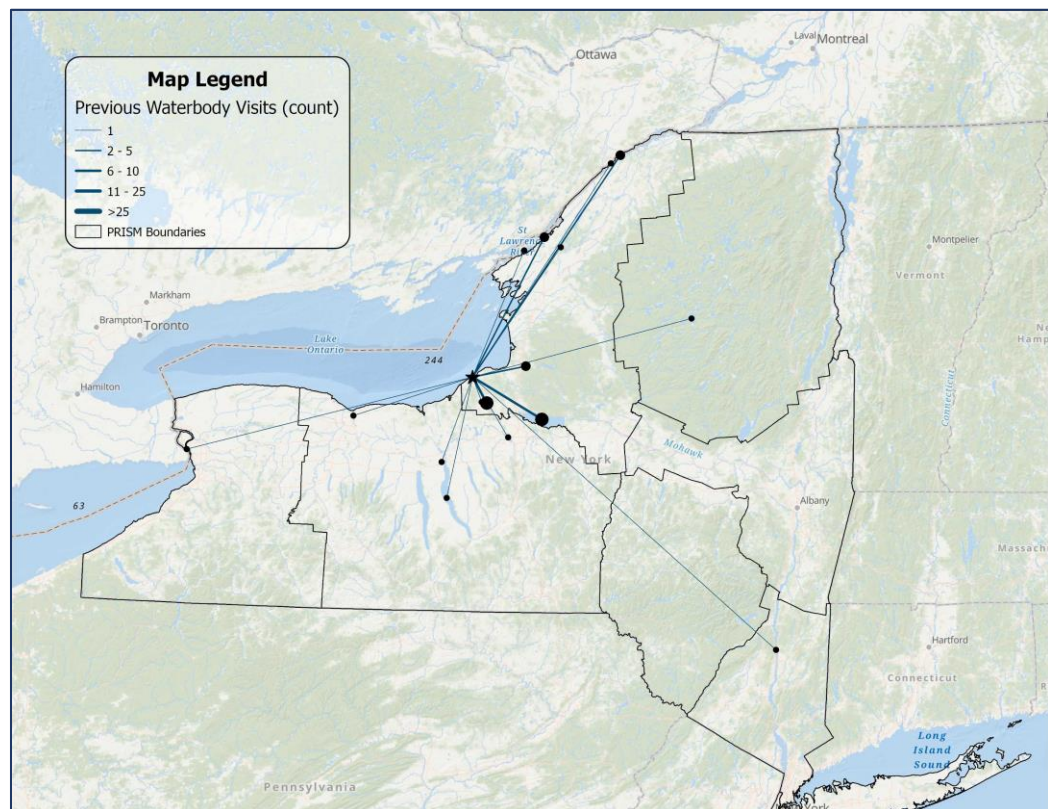 Map Legend
Previous Waterbody Visits (count)
1
2 - 5
6 - 10
11 - 25
>25
PRISM Boundaries
Ottawa
Laval
Montreal
St
Lawrence
River
Montpelier
Vermont
Markham
Brampton
Toronto
Lake
Ontario
244
Hamilton
Connecticut
Mohawk
New York
63
Albany
Hartford
Connecticut
Pennsylvania
Long
Island
Sound